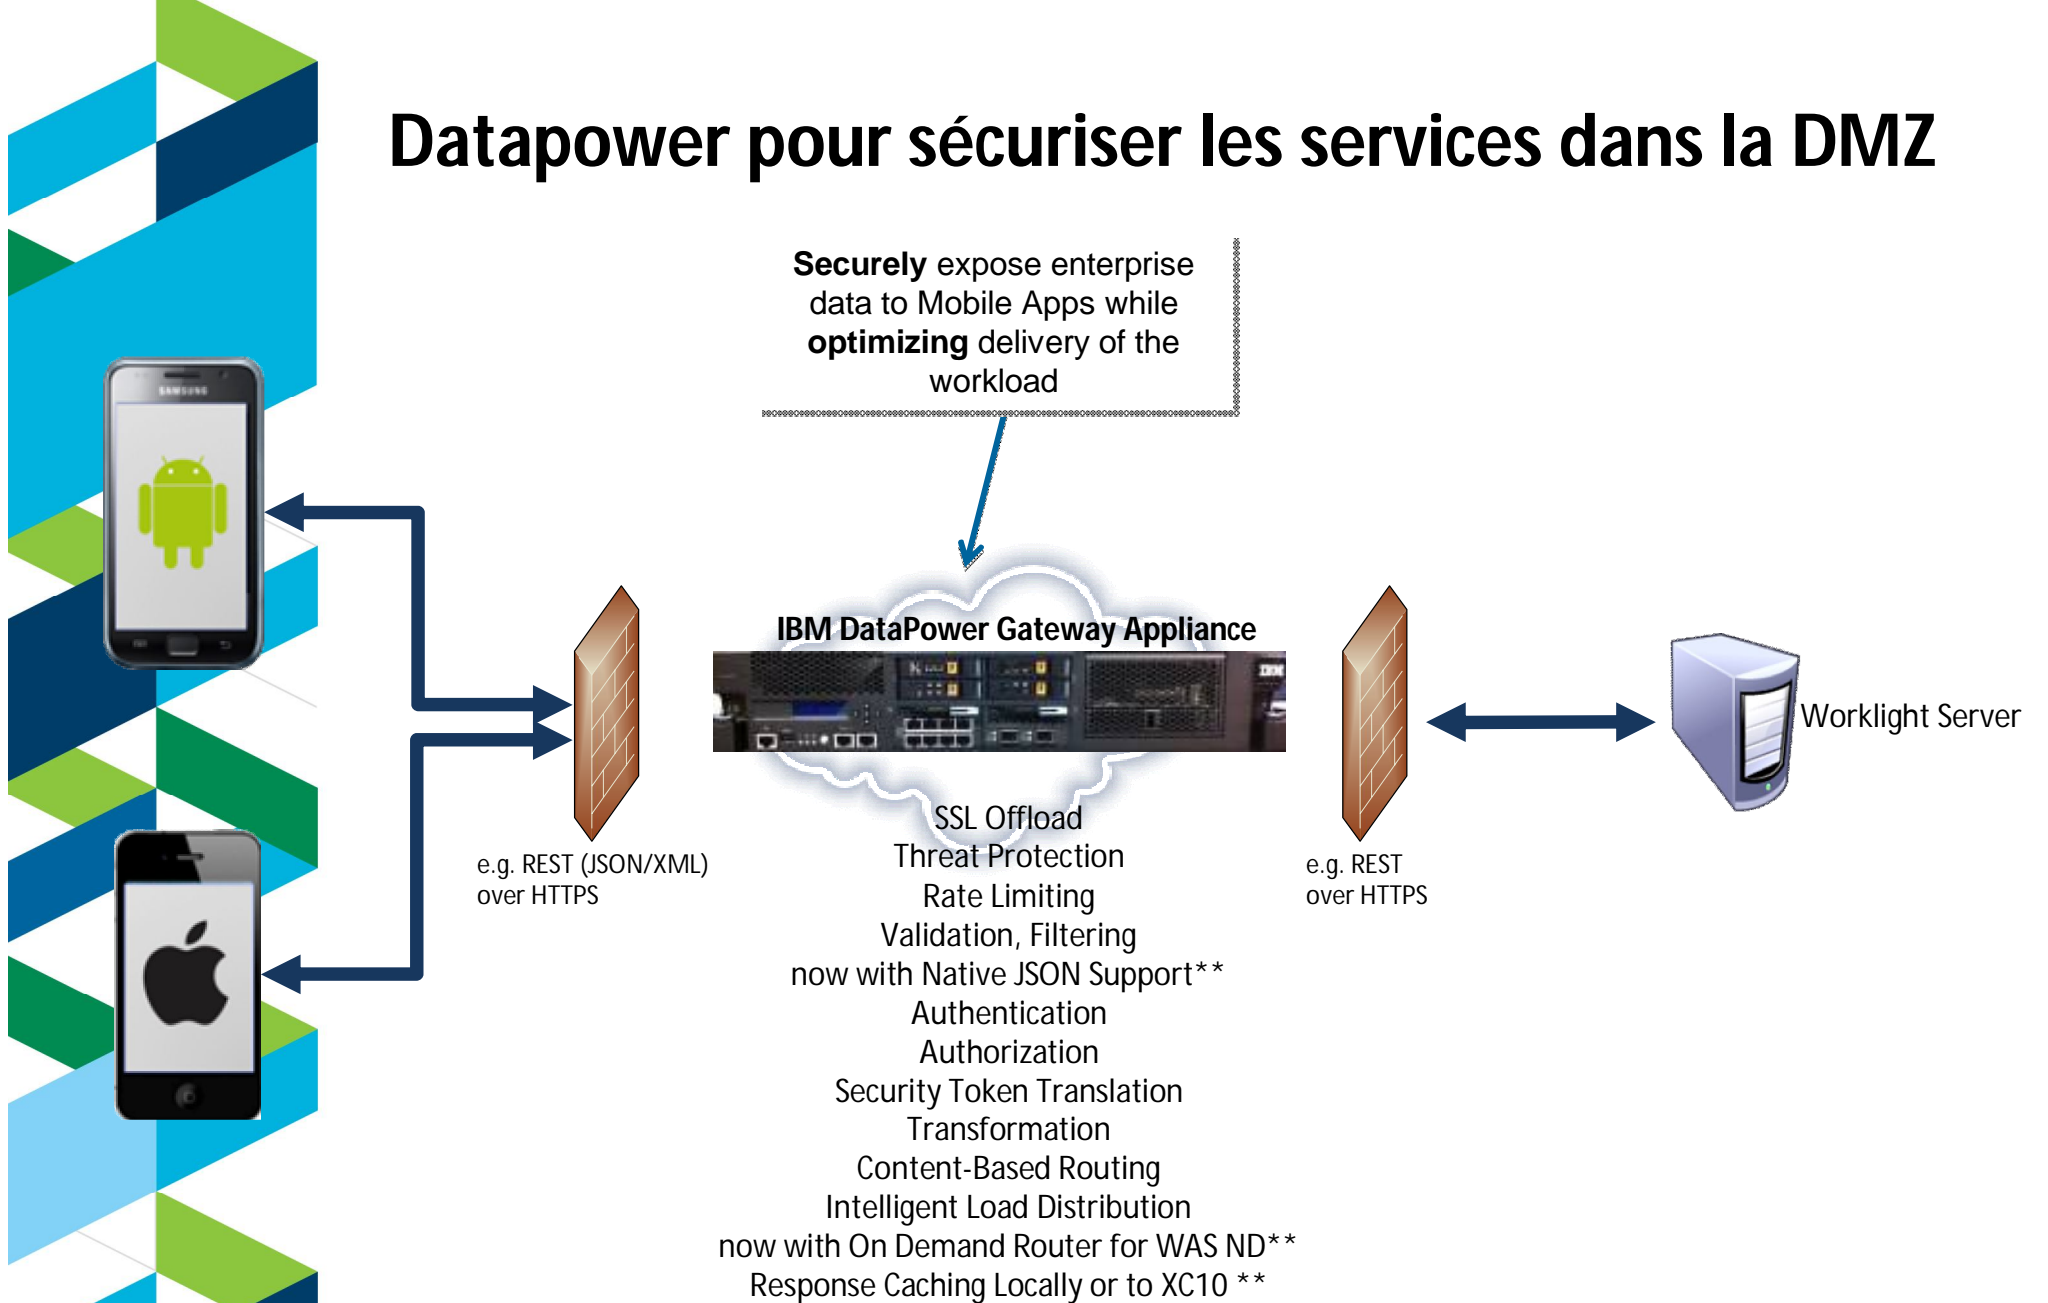 Datapower pour sécuriser les services dans la DMZ
Securely expose enterprise
data to Mobile Apps while
optimizing delivery of the
workload
SAMSUNG
IBM DataPower Gateway Appliance
IBM
Worklight Server
e.g. REST (JSON/XML)
over HTTPS
e.g. REST
over HTTPS
SSL Offload
Threat Protection
Rate Limiting
Validation, Filtering
now with Native JSON Support**
Authentication
Authorization
Security Token Translation
Transformation
Content-Based Routing
Intelligent Load Distribution
now with On Demand Router for WAS ND**
Response Caching Locally or to XC10 **